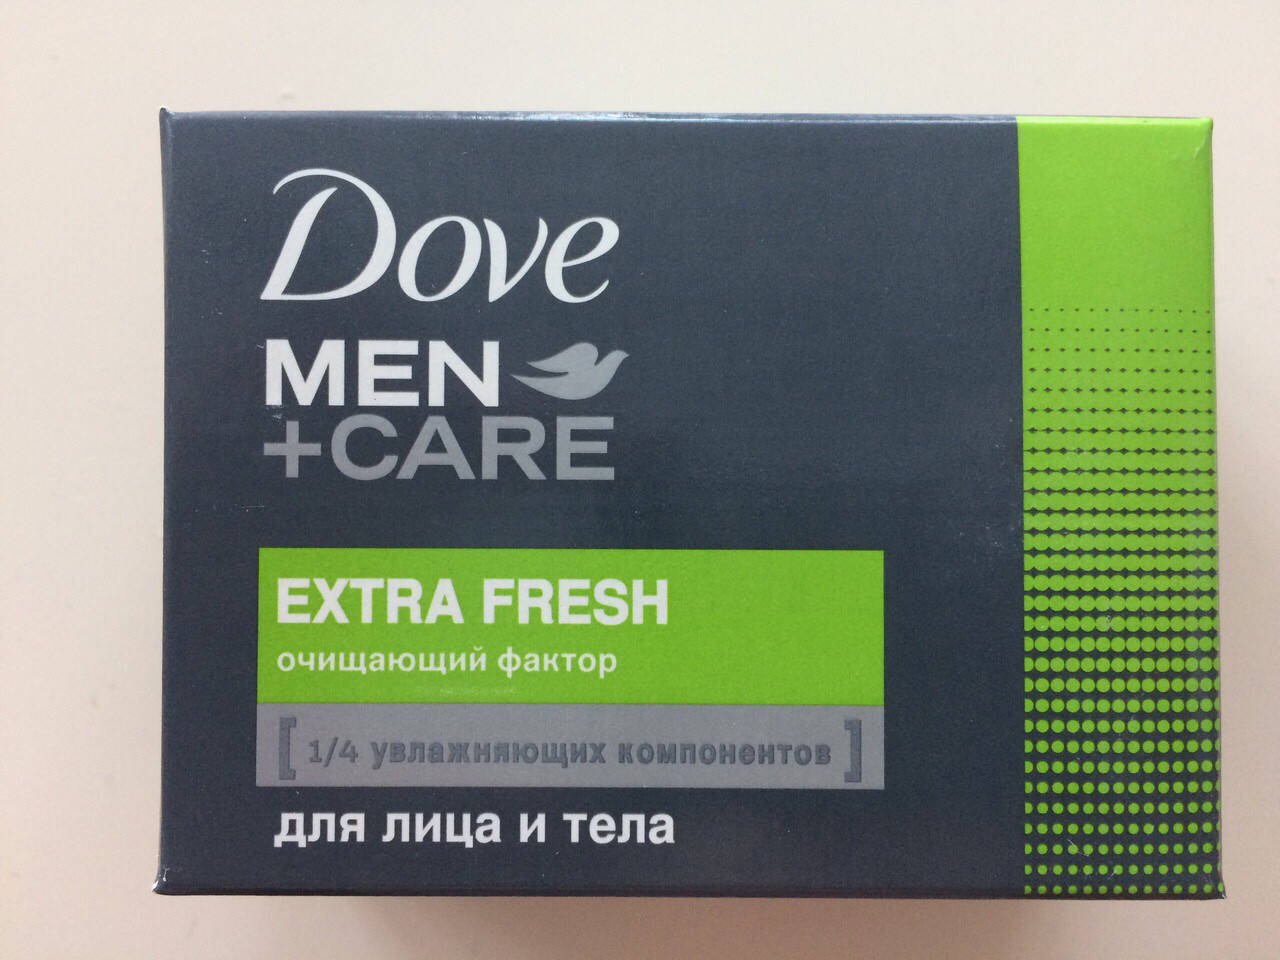 Dove
MEN
+CARE
EXTRA FRESH
очищающий фактор
[ 1/4 увлажняющих компонентов ]
для лица и тела